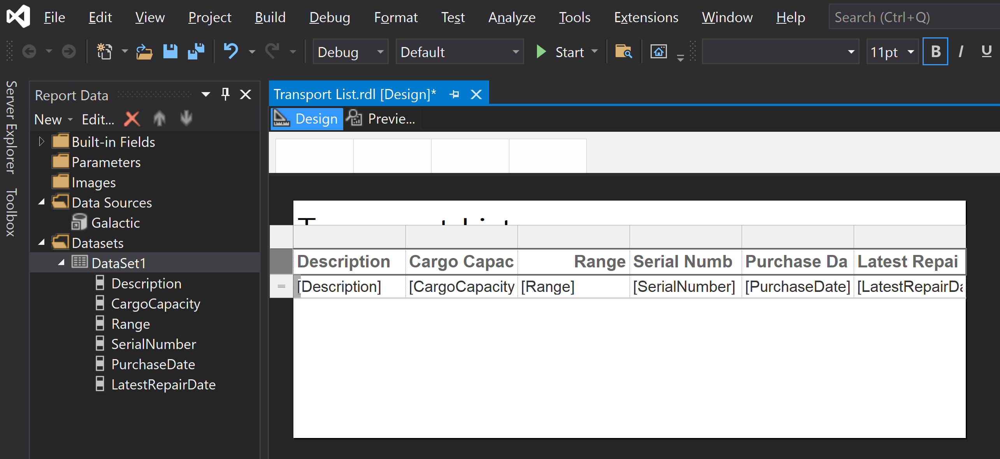 File Edit View Project Build Debug Format Test Analyze Tools Extensions Window Help Search (Ctrl+Q)
Debug Default Start 11pt B I U
Server Explorer
Toolbox
Report Data
New Edit...
Built-in Fields
Parameters
Images
Data Sources
Galactic
Datasets
DataSet1
Description
CargoCapacity
Range
SerialNumber
PurchaseDate
LatestRepairDate
Transport List.rdl [Design]*
Design Previe...
Description Cargo Capac Range Serial Numb Purchase Da Latest Repai
[Description] [CargoCapacity [Range] [SerialNumber] [PurchaseDate] [LatestRepairDa